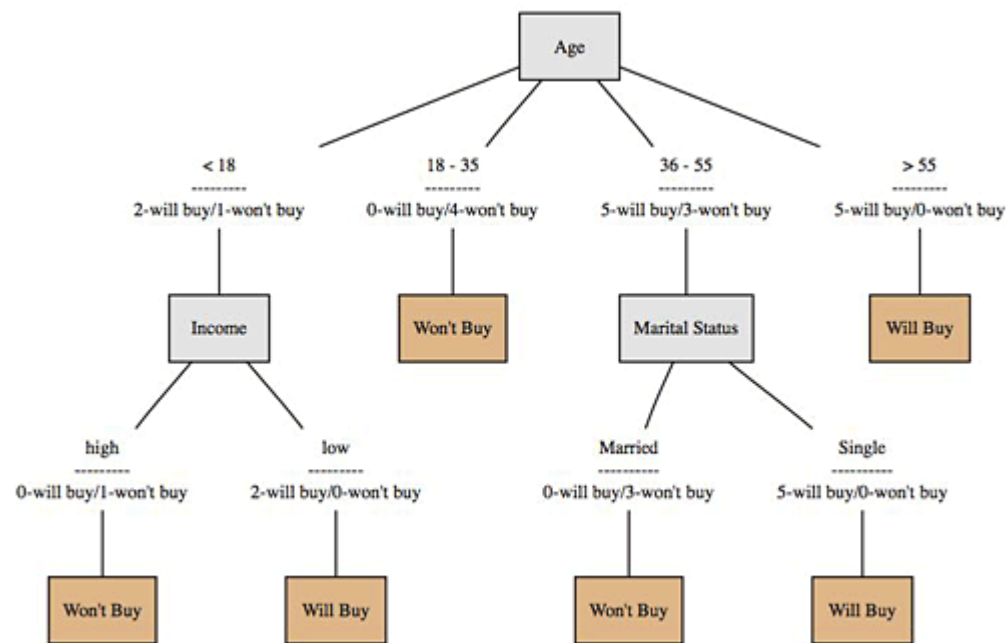 Age
< 18
---------
2-will buy/1-won't buy
18 - 35
---------
0-will buy/4-won't buy
36 - 55
---------
5-will buy/3-won't buy
> 55
---------
5-will buy/0-won't buy
Income
Won't Buy
Marital Status
Will Buy
high
---------
0-will buy/1-won't buy
low
---------
2-will buy/0-won't buy
Married
----------
0-will buy/3-won't buy
Single
----------
5-will buy/0-won't buy
Won't Buy
Will Buy
Won't Buy
Will Buy